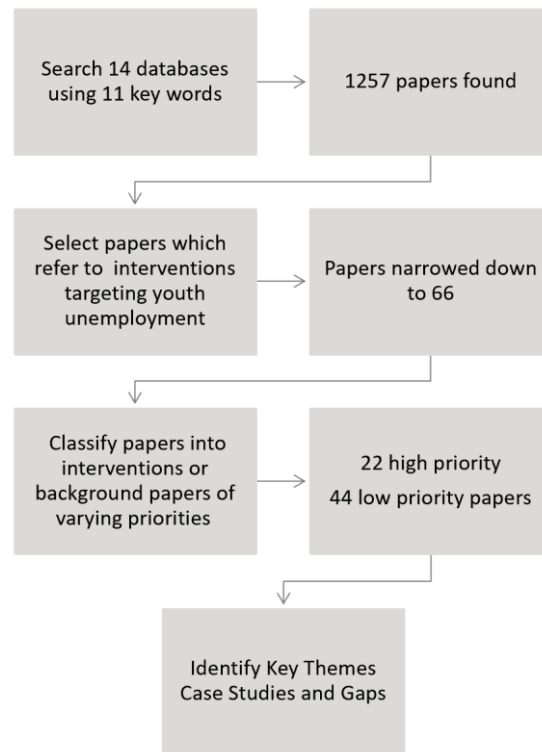 Search 14 databases
using 11 key words
1257 papers found
Select papers which
refer to interventions
targeting youth
unemployment
Papers narrowed down
to 66
Classify papers into
interventions or
background papers of
varying priorities
22 high priority
44 low priority papers
Identify Key Themes
Case Studies and Gaps